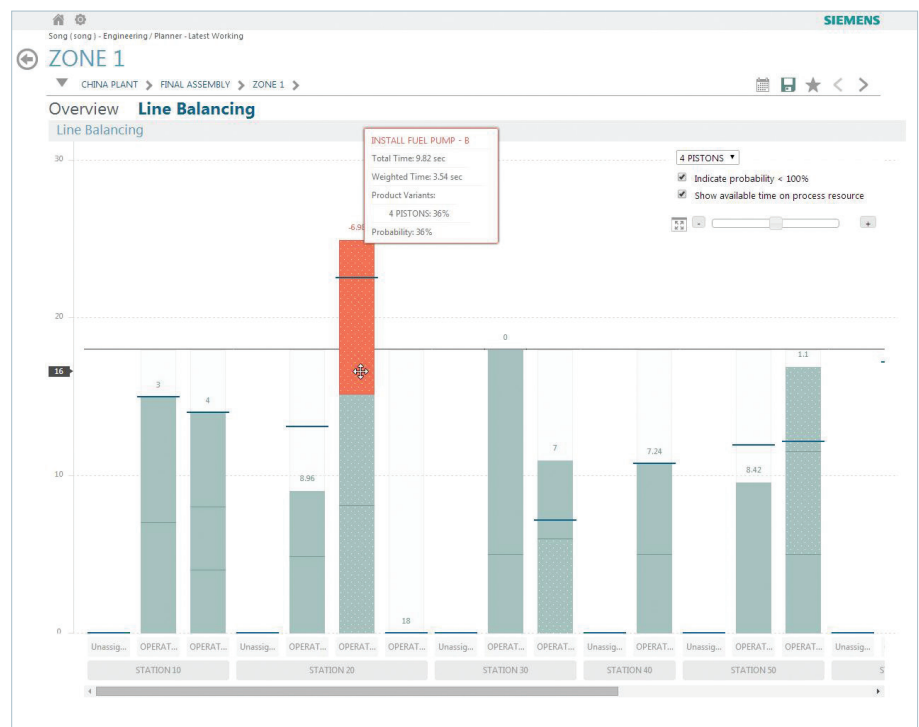 SIEMENS
Song ( song ) - Engineering / Planner - Latest Working
ZONE 1
CHINA PLANT > FINAL ASSEMBLY > ZONE 1 >
Overview Line Balancing
Line Balancing
INSTALL FUEL PUMP - B
Total Time: 9.82 sec
Weighted Time: 3.54 sec
Product Variants:
4 PISTONS: 36%
Probability: 36%
4 PISTONS
Indicate probability < 100%
Show available time on process resource
- +
30
20
16
10
0
3
4
8.96
18
0
7
7.24
8.42
1.1
Unassig... OPERAT... OPERAT... Unassig... OPERAT... OPERAT... OPERAT... Unassig... OPERAT... OPERAT... Unassig... OPERAT... Unassig... OPERAT... OPERAT... Unassig...
STATION 10 STATION 20 STATION 30 STATION 40 STATION 50